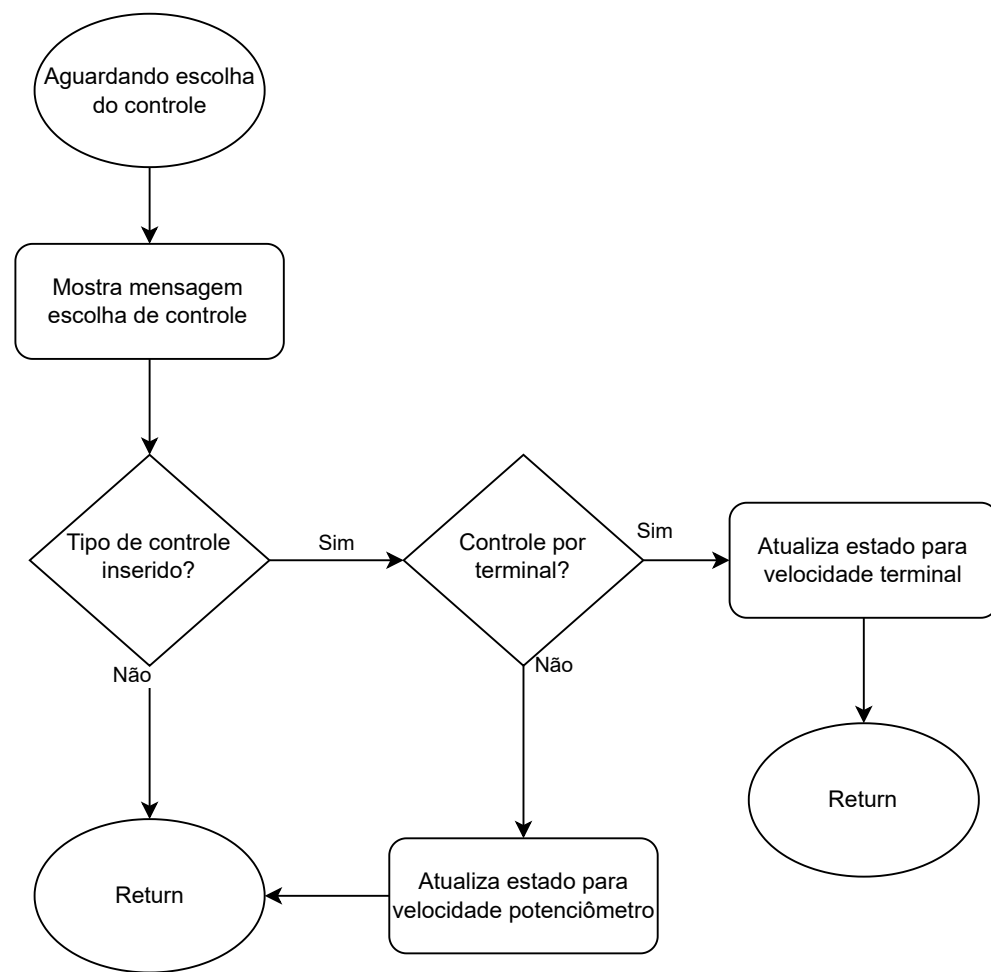 Aguardando escolha
do controle
Mostra mensagem
escolha de controle
Tipo de controle
inserido?
Sim
Controle por
terminal?
Sim
Atualiza estado para
velocidade terminal
Não
Não
Return
Return
Atualiza estado para
velocidade potenciômetro